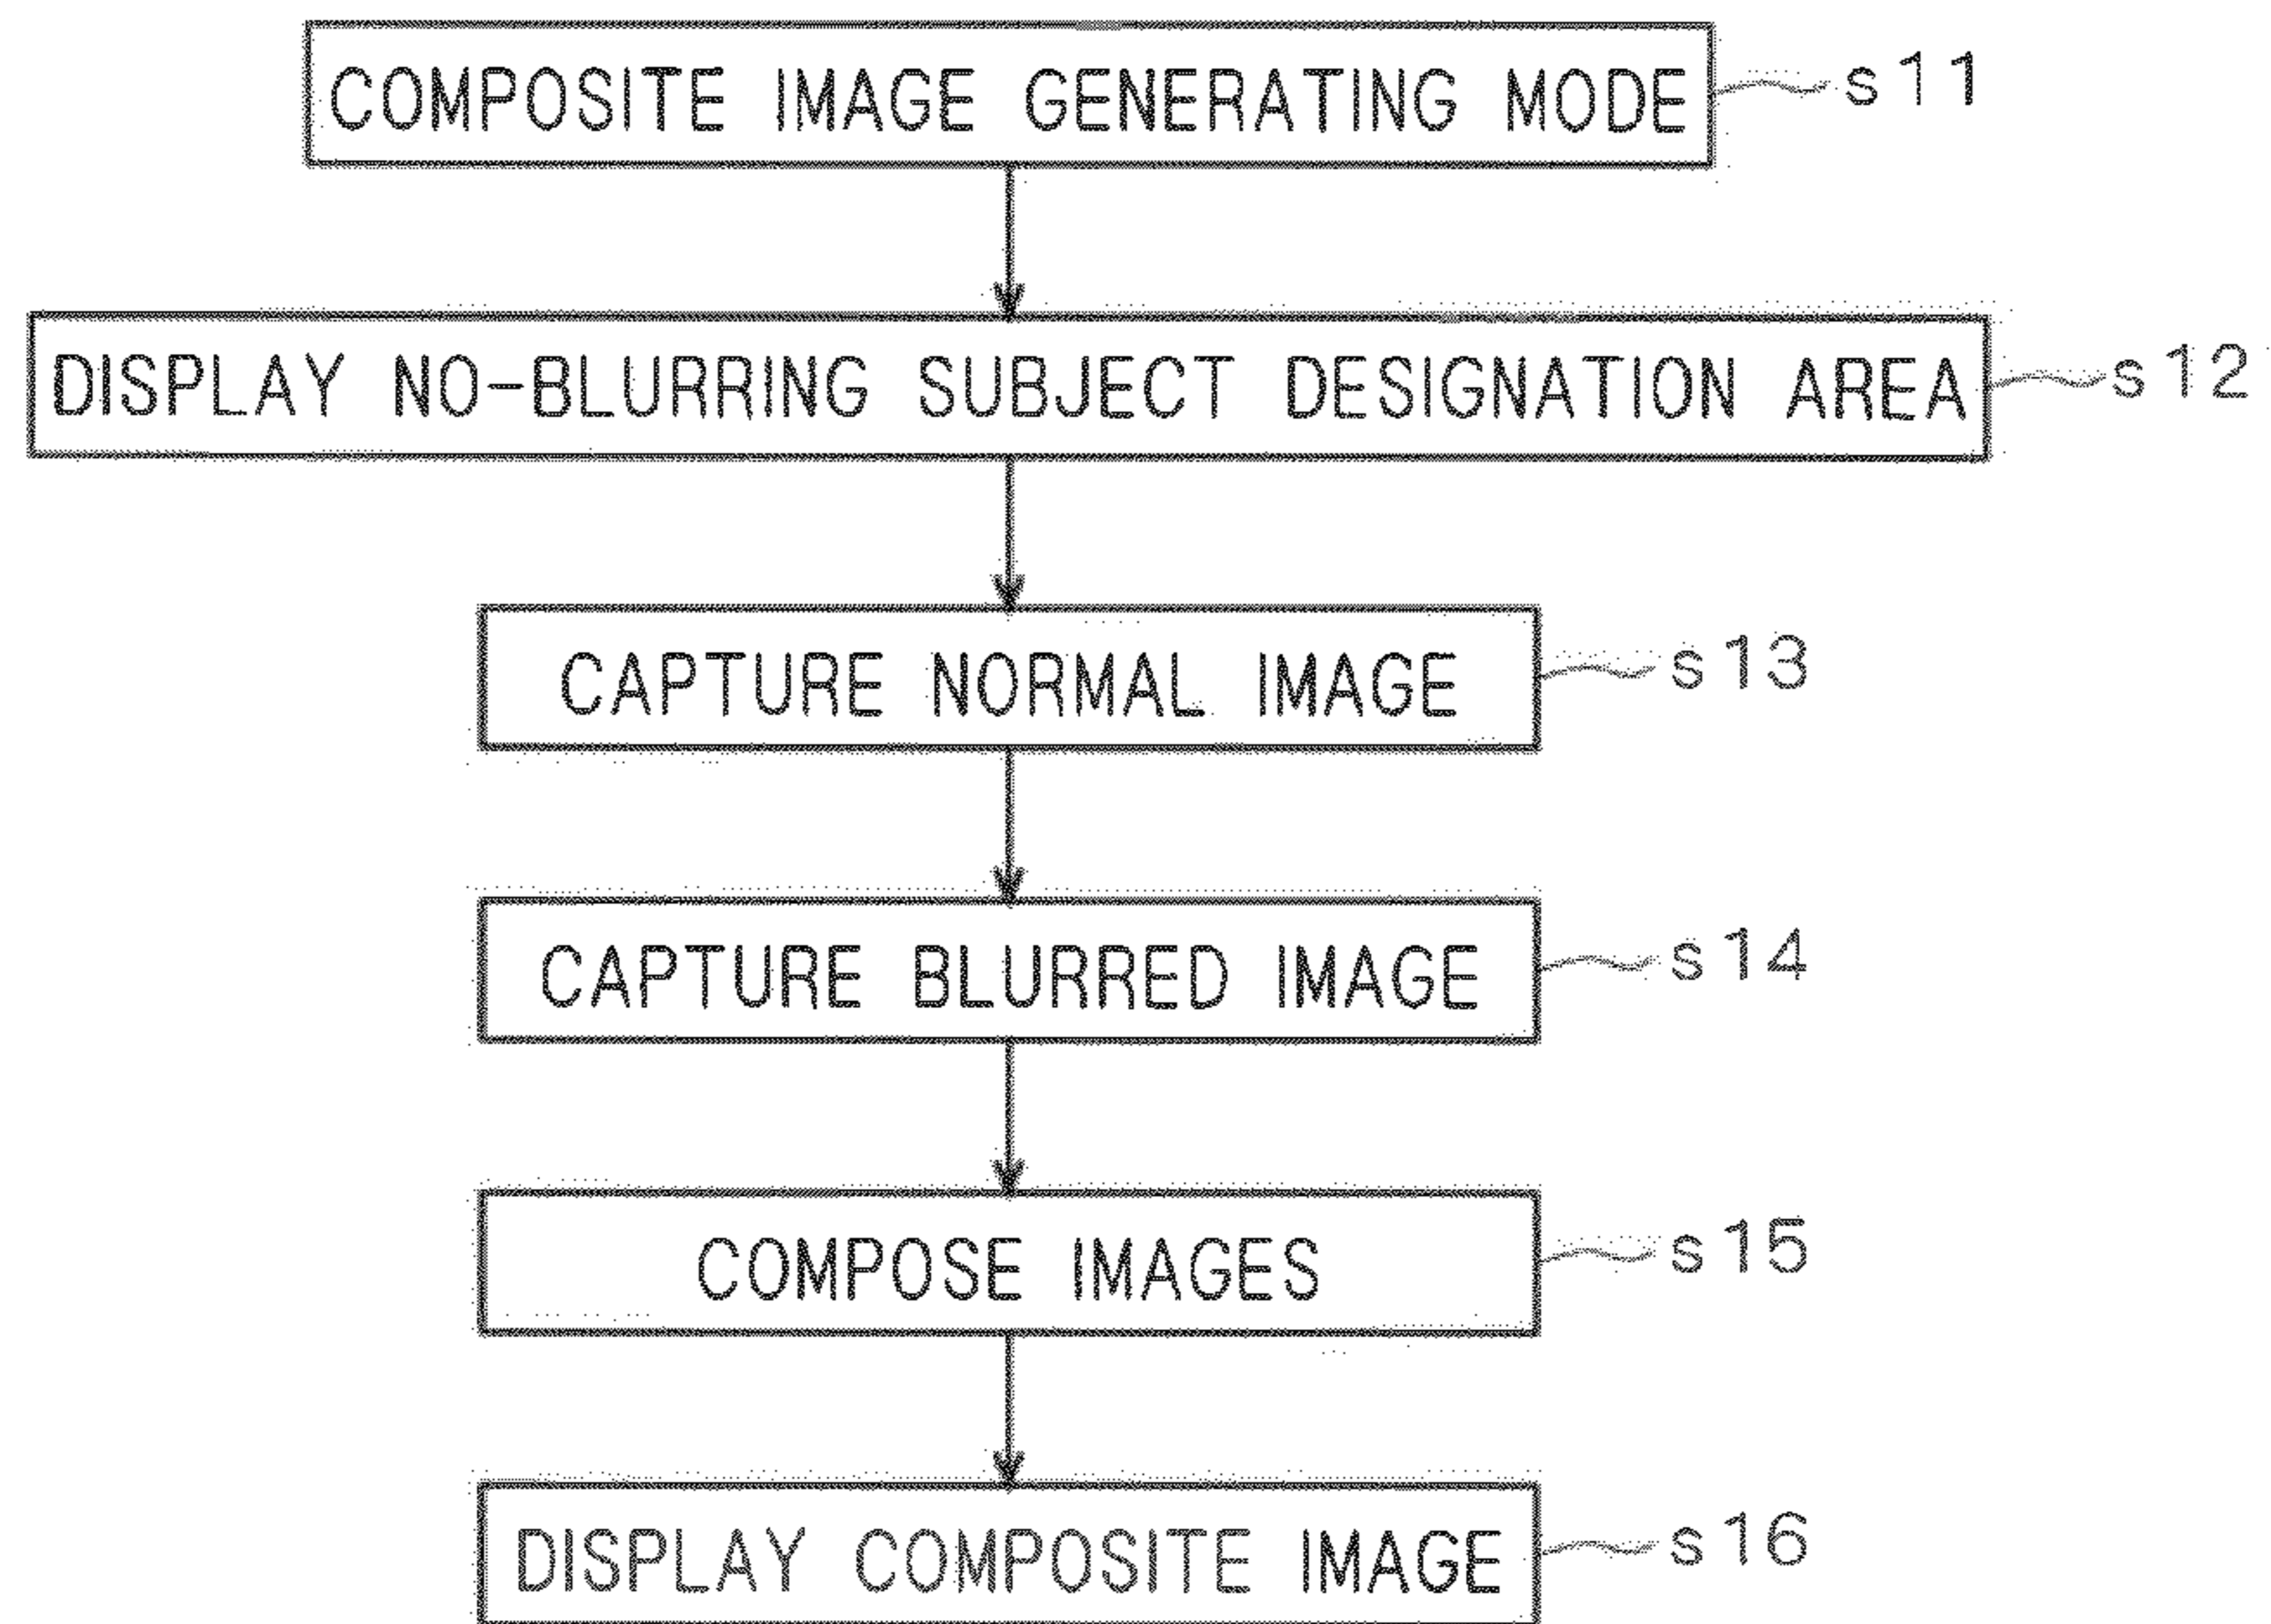 COMPOSITE IMAGE GENERATING MODE s11
DISPLAY NO-BLURRING SUBJECT DESIGNATION AREA s12
CAPTURE NORMAL IMAGE s13
CAPTURE BLURRED IMAGE s14
COMPOSE IMAGES s15
DISPLAY COMPOSITE IMAGE s16